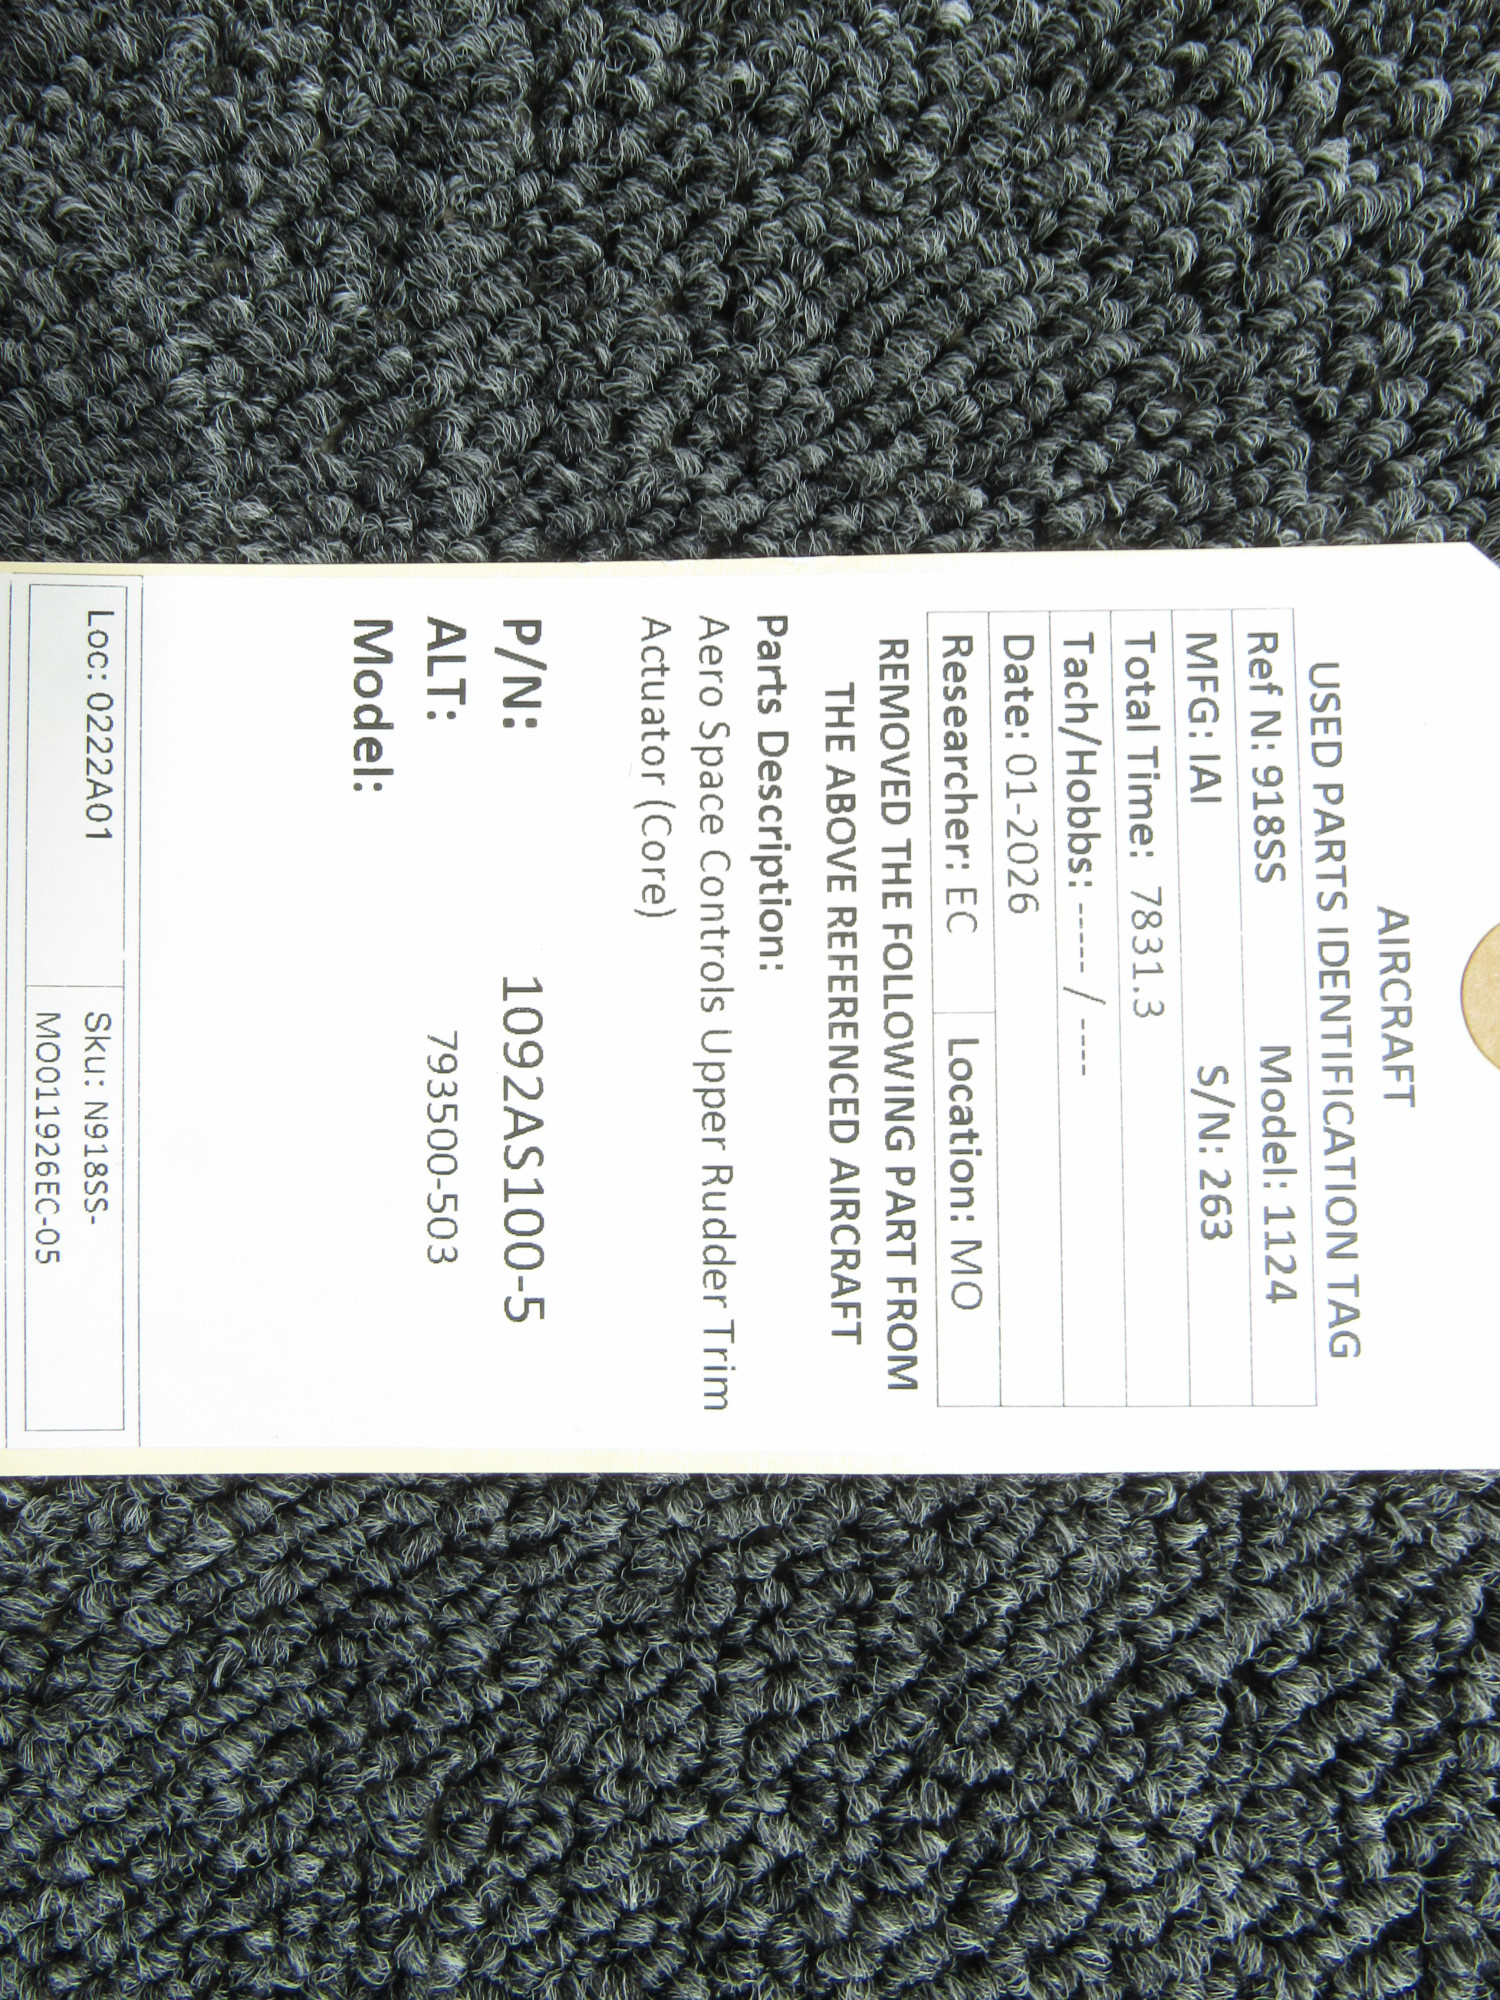 AIRCRAFT
USED PARTS IDENTIFICATION TAG
Ref N: 918SS Model: 1124
MFG: IAI S/N: 263
Total Time: 7831.3
Tach/Hobbs: ----- / ----
Date: 01-2026
Researcher: EC Location: MO
REMOVED THE FOLLOWING PART FROM
THE ABOVE REFERENCED AIRCRAFT
Parts Description:
Aero Space Controls Upper Rudder Trim
Actuator (Core)
P/N: 1092AS100-5
ALT: 793500-503
Model:
Loc: 0222A01 Sku: N918SS-
MO011926EC-05